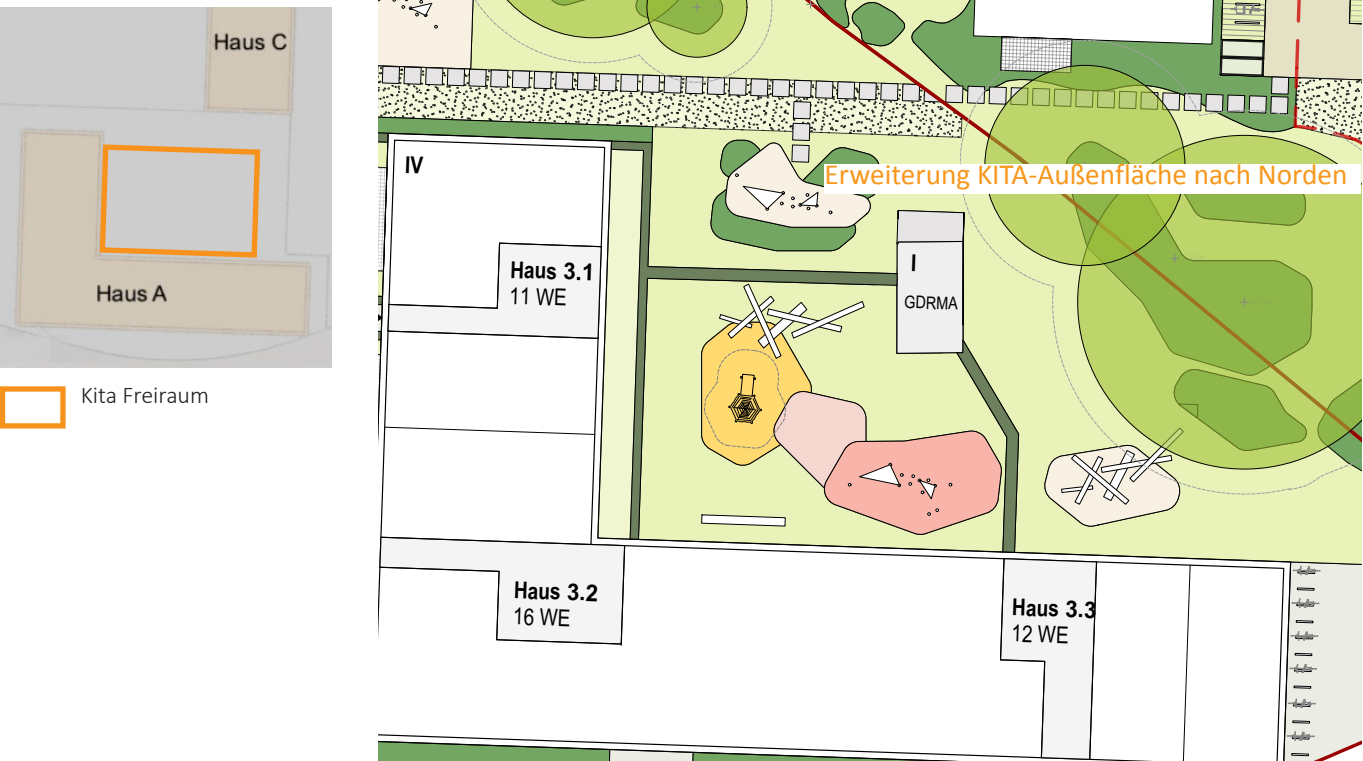 Haus C
Haus A
Kita Freiraum
Erweiterung KITA-Außenfläche nach Norden
IV
Haus 3.1
11 WE
I
GDRMA
Haus 3.2
16 WE
Haus 3.3
12 WE